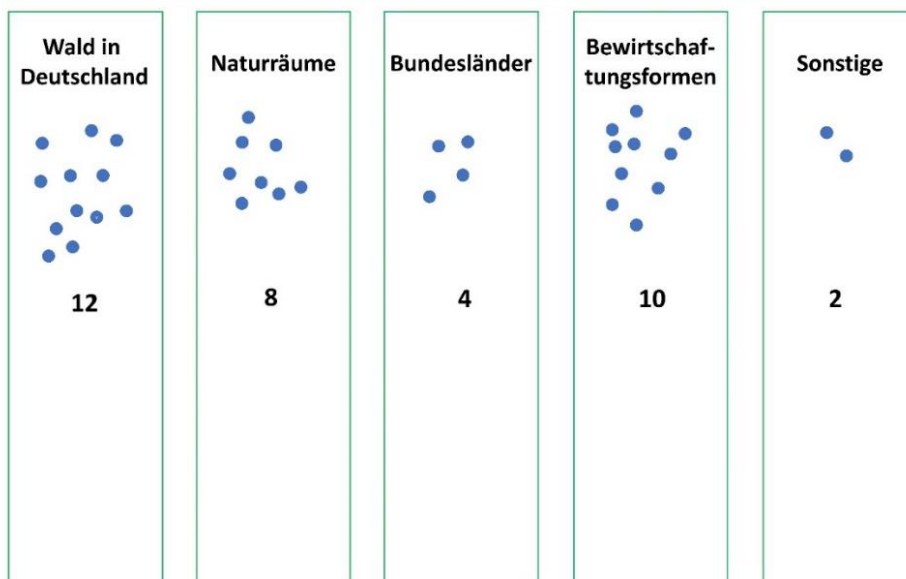 Wald in
Deutschland
12
Naturräume
8
Bundesländer
4
Bewirtschaf-
tungsformen
10
Sonstige
2